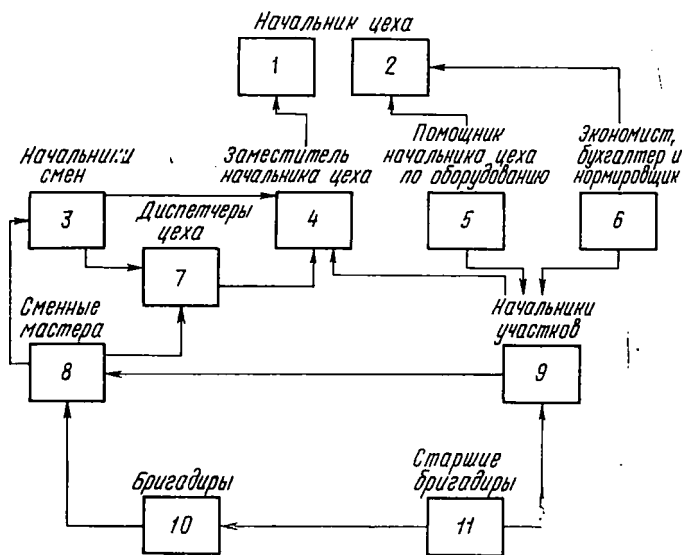 Начальник цеха
1
2
Начальники
смен
3
Заместитель
начальника цеха
4
Помощник
начальника цеха
по оборудованию
5
Экономист,
бухгалтер и
нормировщик
6
Диспетчеры
цеха
7
Сменные
мастера
8
Начальники
участков
9
Бригадиры
10
Старшие
бригадиры
11